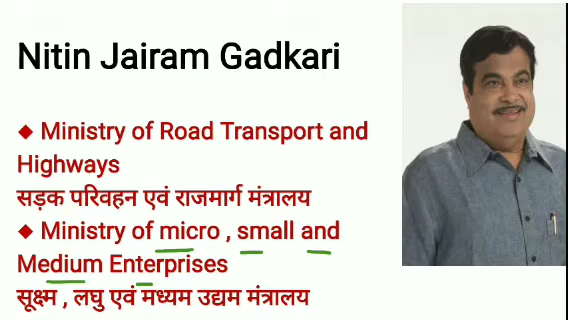 Nitin Jairam Gadkari
◆ Ministry of Road Transport and
Highways
सड़क परिवहन एवं राजमार्ग मंत्रालय
◆ Ministry of micro , small and
Medium Enterprises
सूक्ष्म , लघु एवं मध्यम उद्यम मंत्रालय